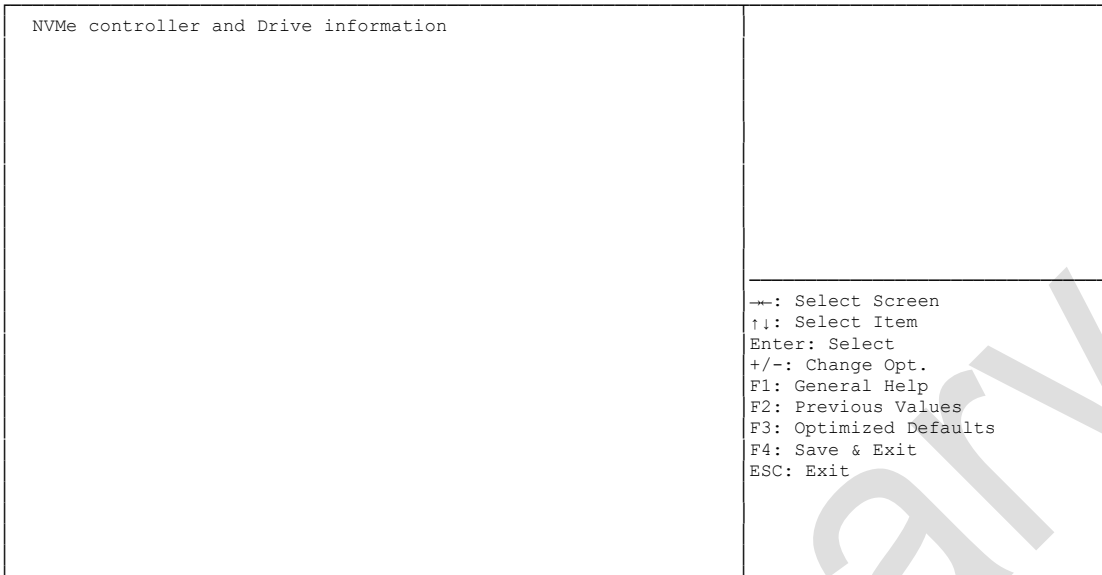 NVMe controller and Drive information
→←: Select Screen
↑↓: Select Item
Enter: Select
+/-: Change Opt.
F1: General Help
F2: Previous Values
F3: Optimized Defaults
F4: Save & Exit
ESC: Exit
ary